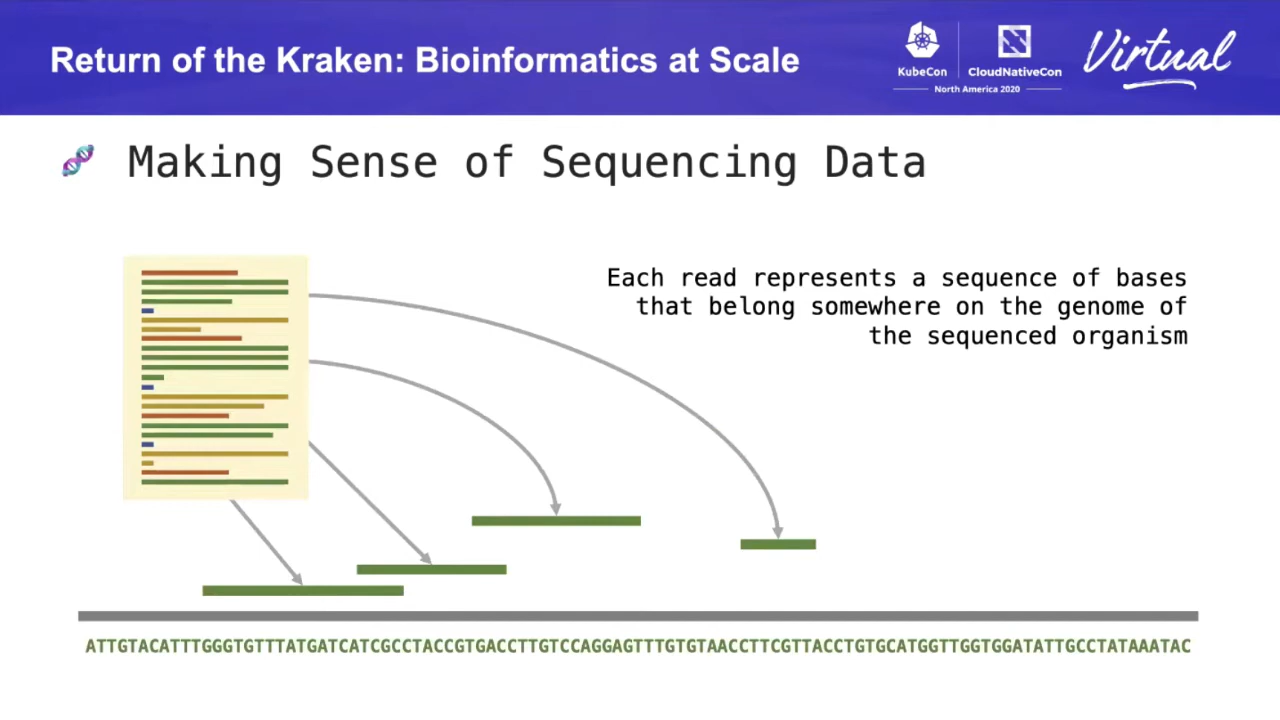 Return of the Kraken: Bioinformatics at Scale
KubeCon
CloudNativeCon
North America 2020
Virtual
Making Sense of Sequencing Data
Each read represents a sequence of bases
that belong somewhere on the genome of
the sequenced organism
ATTGTACATTTGGGTGTTTATGATCATCGCCTACCGTGACCTTGTCCAGGAGTTTGTGTAACCTTCGTTACCTGTGCATGGTTGGTGGATATTGCCTATAAATAC